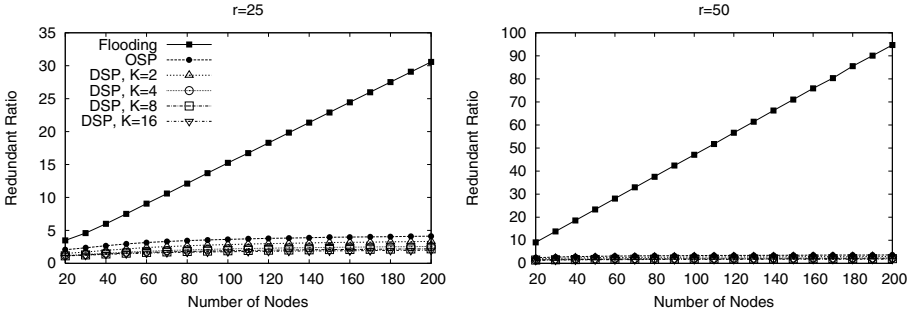 r=25
Redundant Ratio
35
30
25
20
15
10
5
0
Flooding
OSP
DSP, K=2
DSP, K=4
DSP, K=8
DSP, K=16
20 40 60 80 100 120 140 160 180 200
Number of Nodes
r=50
Redundant Ratio
100
90
80
70
60
50
40
30
20
10
0
20 40 60 80 100 120 140 160 180 200
Number of Nodes